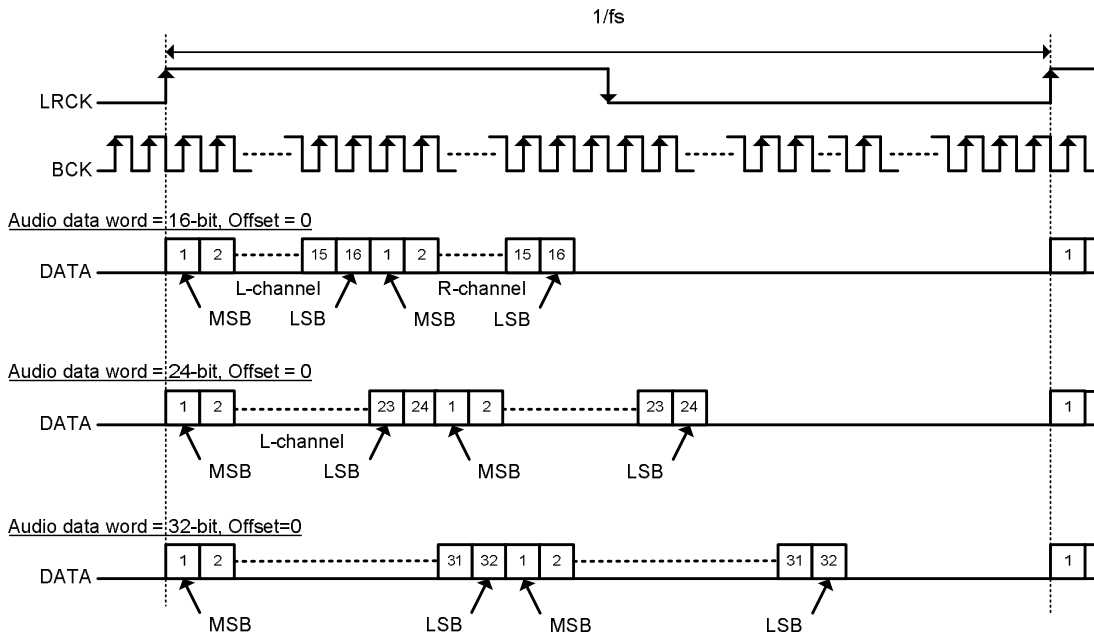 1/fs
LRCK
BCK
Audio data word = 16-bit, Offset = 0
DATA 1 2 15 16 1 2 15 16 1
L-channel R-channel
MSB LSB MSB LSB
Audio data word = 24-bit, Offset = 0
DATA 1 2 23 24 1 2 23 24 1
L-channel
MSB LSB MSB LSB
Audio data word = 32-bit, Offset=0
DATA 1 2 31 32 1 2 31 32 1
MSB LSB MSB LSB